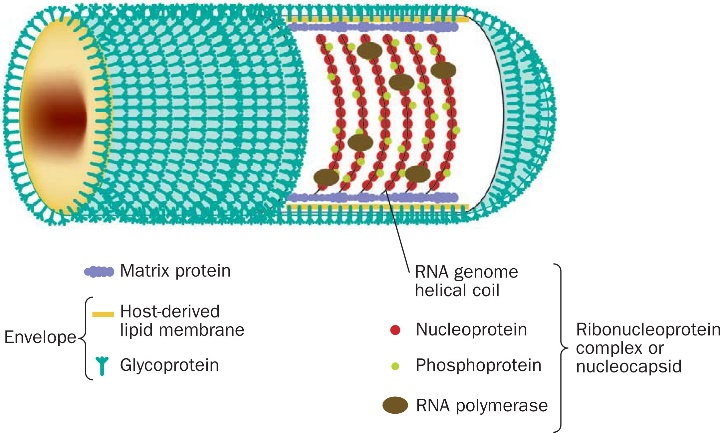 Matrix protein
RNA genome
helical coil
Envelope
Host-derived
lipid membrane
Glycoprotein
Nucleoprotein
Phosphoprotein
RNA polymerase
Ribonucleoprotein
complex or
nucleocapsid